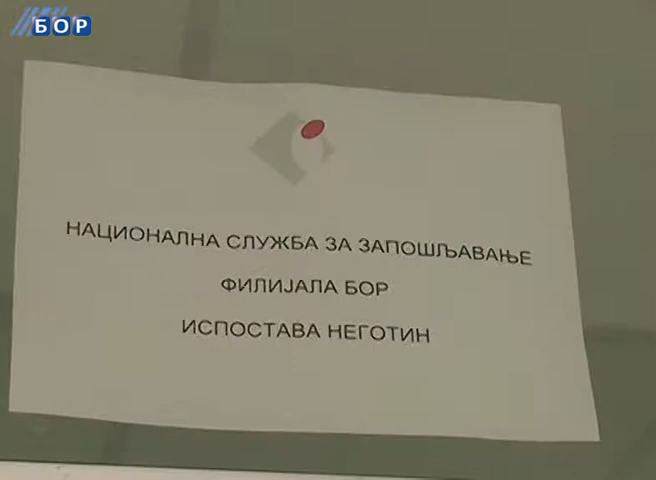 БОР
НАЦИОНАЛНА СЛУЖБА ЗА ЗАПОШЉАВАЊЕ
ФИЛИЈАЛА БОР
ИСПОСТАВА НЕГОТИН